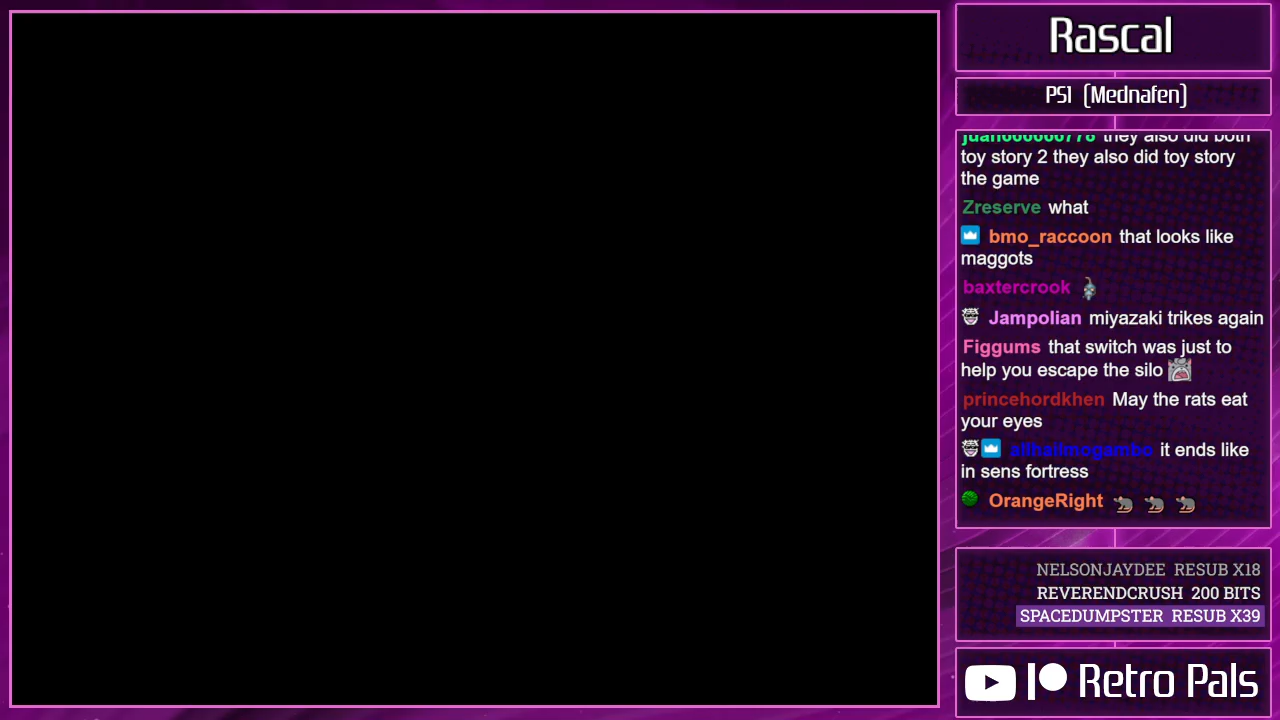 Rascal
PS1 (Mednafen)
juan666666778 they also did both
toy story 2 they also did toy story
the game
Zreserve what
bmo_raccoon that looks like
maggots
baxtercrook
Jampolian miyazaki trikes again
Figgums that switch was just to
help you escape the silo
princehordkhen May the rats eat
your eyes
allhailmogambo it ends like
in sens fortress
OrangeRight
NELSONJAYDEE RESUB X18
REVERENDCRUSH 200 BITS
SPACEDUMPSTER RESUB X39
Retro Pals